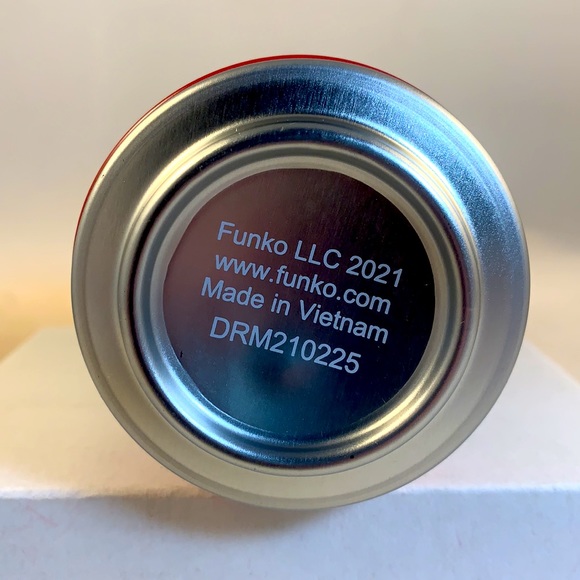 Funko LLC 2021
www.funko.com
Made in Vietnam
DRM210225